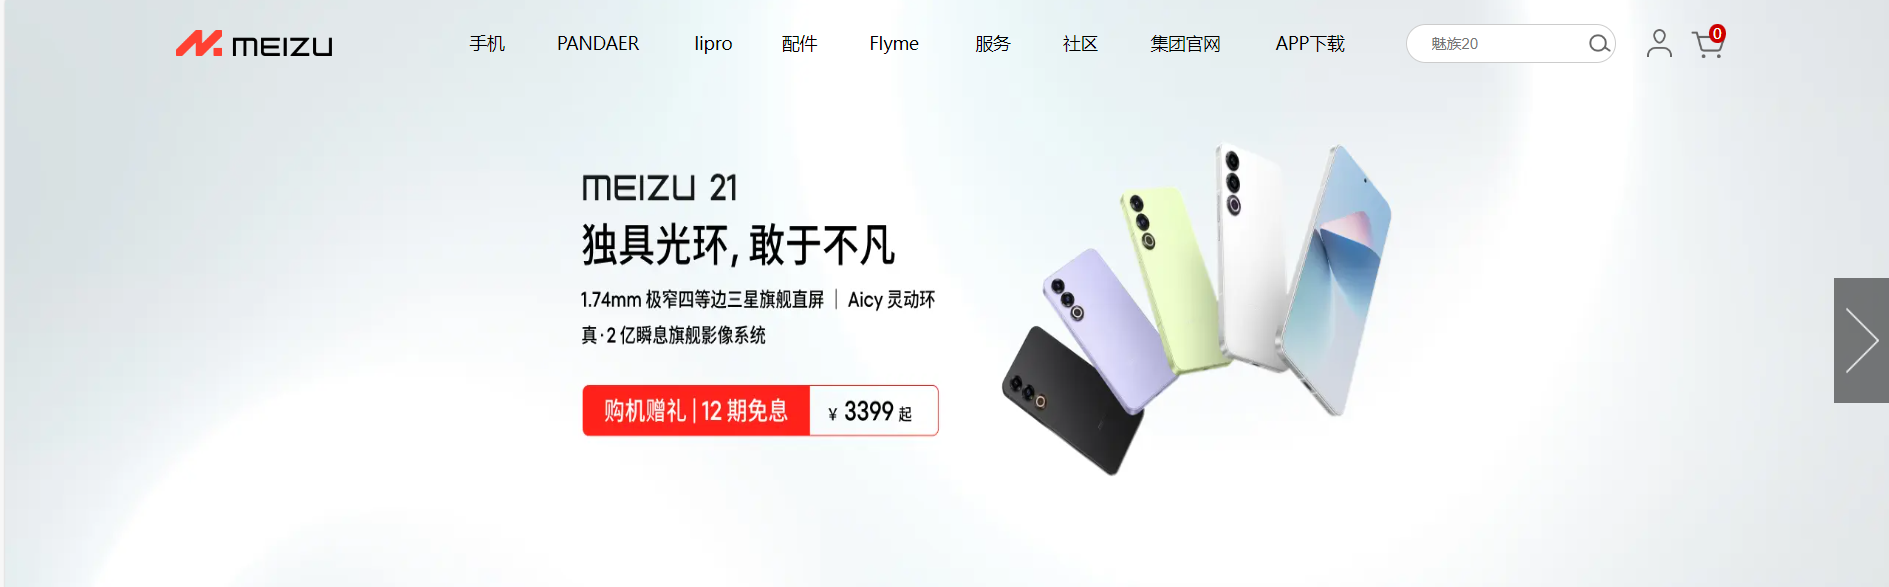 MEIZU
手机 PANDAER lipro 配件 Flyme 服务 社区 集团官网 APP下载 魅族20 0
MEIZU 21
独具光环, 敢于不凡
1.74mm 极窄四等边三星旗舰直屏 | Aicy 灵动环
真·2 亿瞬息旗舰影像系统
购机赠礼 | 12 期免息 ¥ 3399 起